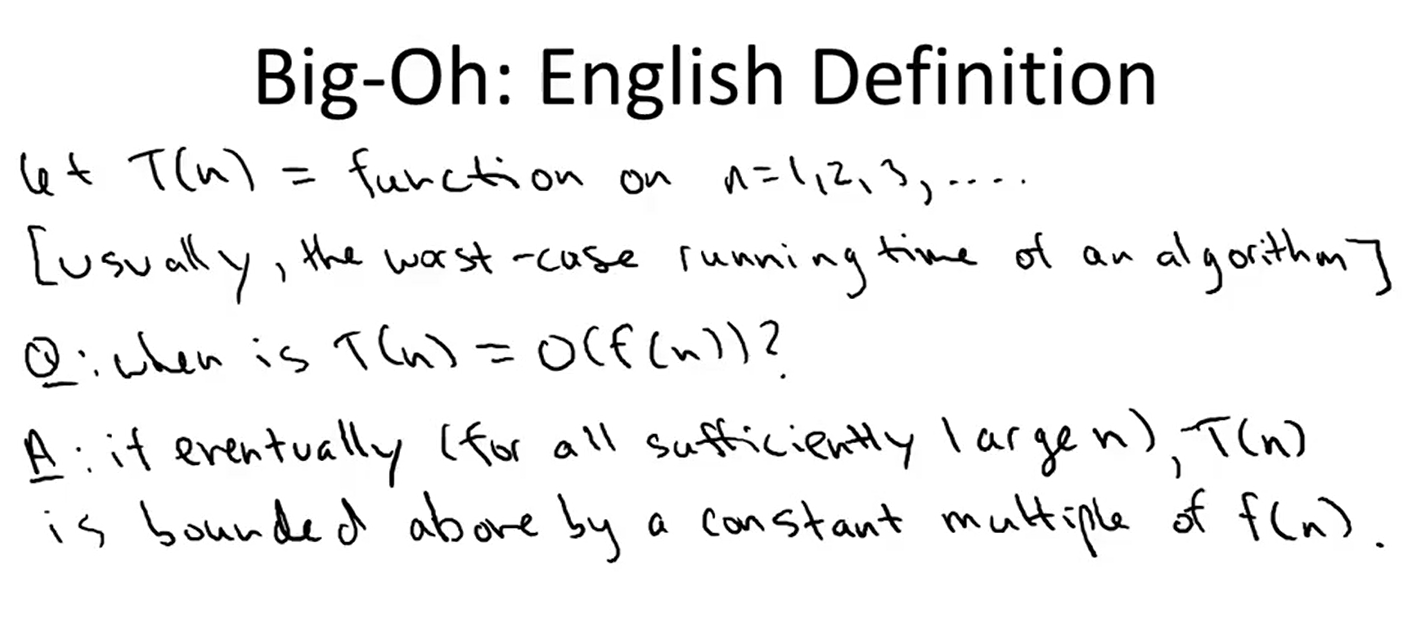 Big-Oh: English Definition
let T(n) = function on n=1,2,3,....
[usually, the worst-case running time of an algorithm]
Q: when is T(n) = O(f(n))?
A: if eventually (for all sufficiently large n), T(n)
is bounded above by a constant multiple of f(n).